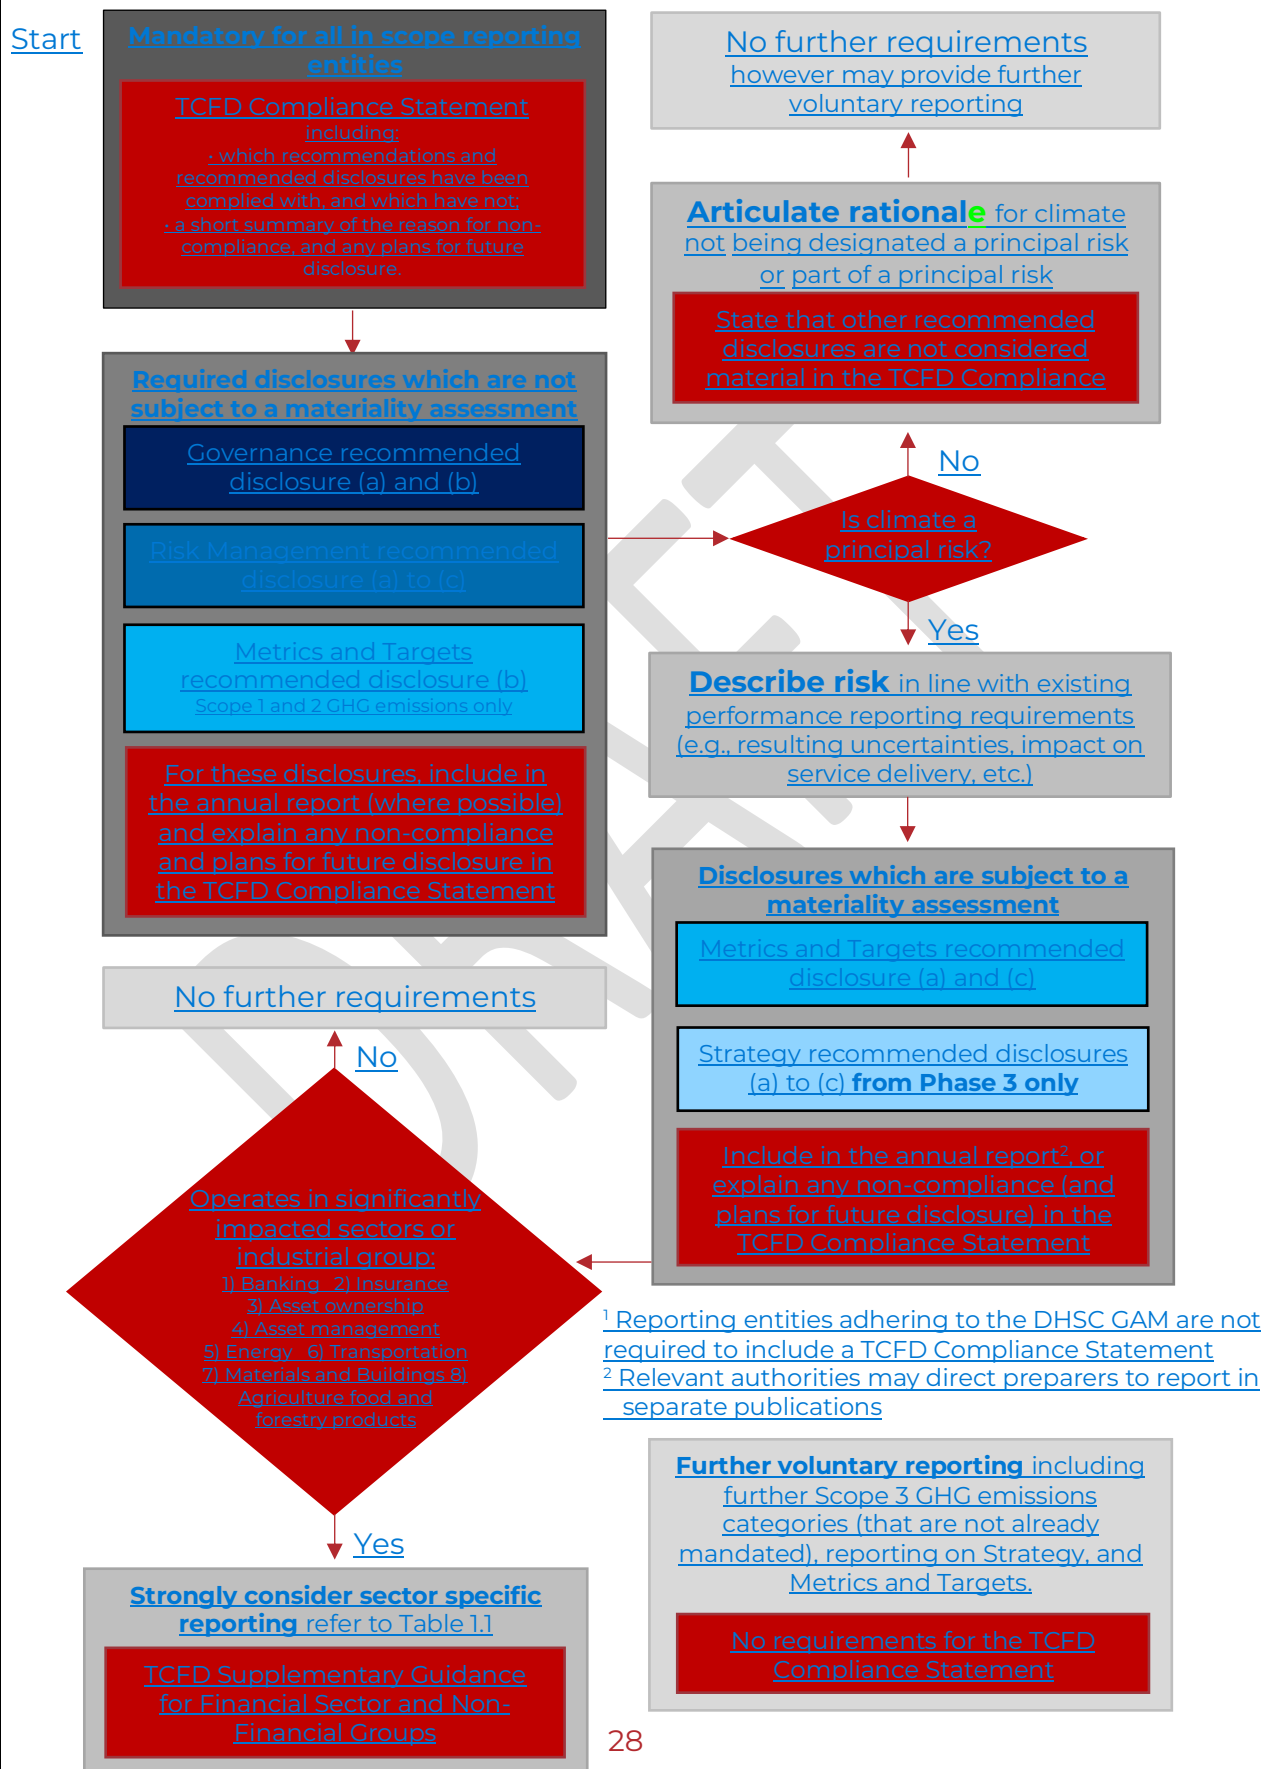 Start
Mandatory for all in scope reporting
entities
TCFD Compliance Statement
including:
• which recommendations and
recommended disclosures have been
complied with, and which have not;
• a short summary of the reason for non-
compliance, and any plans for future
disclosure.
Required disclosures which are not
subject to a materiality assessment
Governance recommended
disclosure (a) and (b)
Risk Management recommended
disclosure (a) to (c)
Metrics and Targets
recommended disclosure (b)
Scope 1 and 2 GHG emissions only
For these disclosures, include in
the annual report (where possible)
and explain any non-compliance
and plans for future disclosure in
the TCFD Compliance Statement
No further requirements
however may provide further
voluntary reporting
Articulate rationale for climate
not being designated a principal risk
or part of a principal risk
State that other recommended
disclosures are not considered
material in the TCFD Compliance
No
Is climate a
principal risk?
Yes
Describe risk in line with existing
performance reporting requirements
(e.g., resulting uncertainties, impact on
service delivery, etc.)
Disclosures which are subject to a
materiality assessment
Metrics and Targets recommended
disclosure (a) and (c)
Strategy recommended disclosures
(a) to (c) from Phase 3 only
Include in the annual report², or
explain any non-compliance (and
plans for future disclosure) in the
TCFD Compliance Statement
No further requirements
No
Operates in significantly
impacted sectors or
industrial group:
1) Banking 2) Insurance
3) Asset ownership
4) Asset management
5) Energy 6) Transportation
7) Materials and Buildings 8)
Agriculture food and
forestry products
Yes
Strongly consider sector specific
reporting refer to Table 1.1
TCFD Supplementary Guidance
for Financial Sector and Non-
Financial Groups
¹ Reporting entities adhering to the DHSC GAM are not
required to include a TCFD Compliance Statement
² Relevant authorities may direct preparers to report in
separate publications
Further voluntary reporting including
further Scope 3 GHG emissions
categories (that are not already
mandated), reporting on Strategy, and
Metrics and Targets.
No requirements for the TCFD
Compliance Statement
28
DRAFT